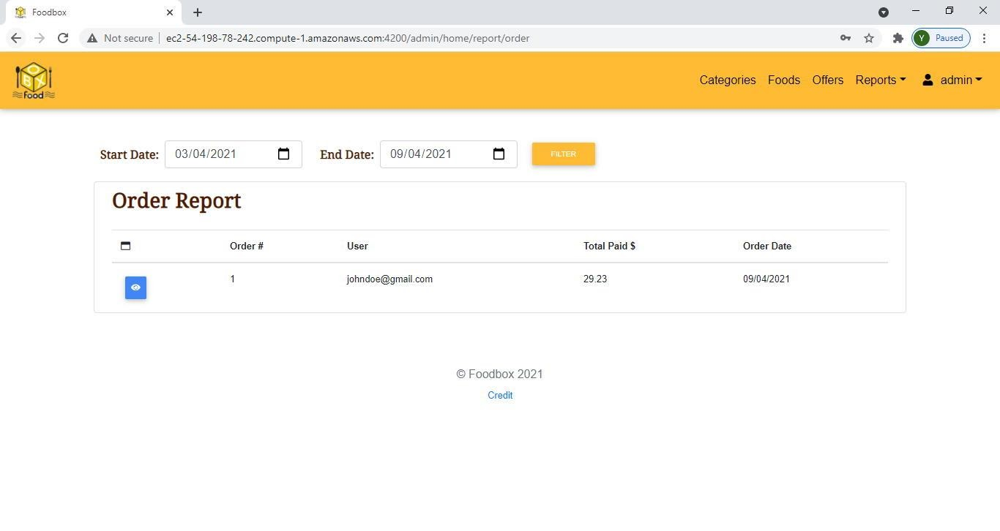 Foodbox
Not secure ec2-54-198-78-242.compute-1.amazonaws.com:4200/admin/home/report/order Y Paused
O B X
Food
Categories Foods Offers Reports admin
Start Date: 03/04/2021 End Date: 09/04/2021 FILTER
Order Report
Order # User Total Paid $ Order Date
1 johndoe@gmail.com 29.23 09/04/2021
© Foodbox 2021
Credit